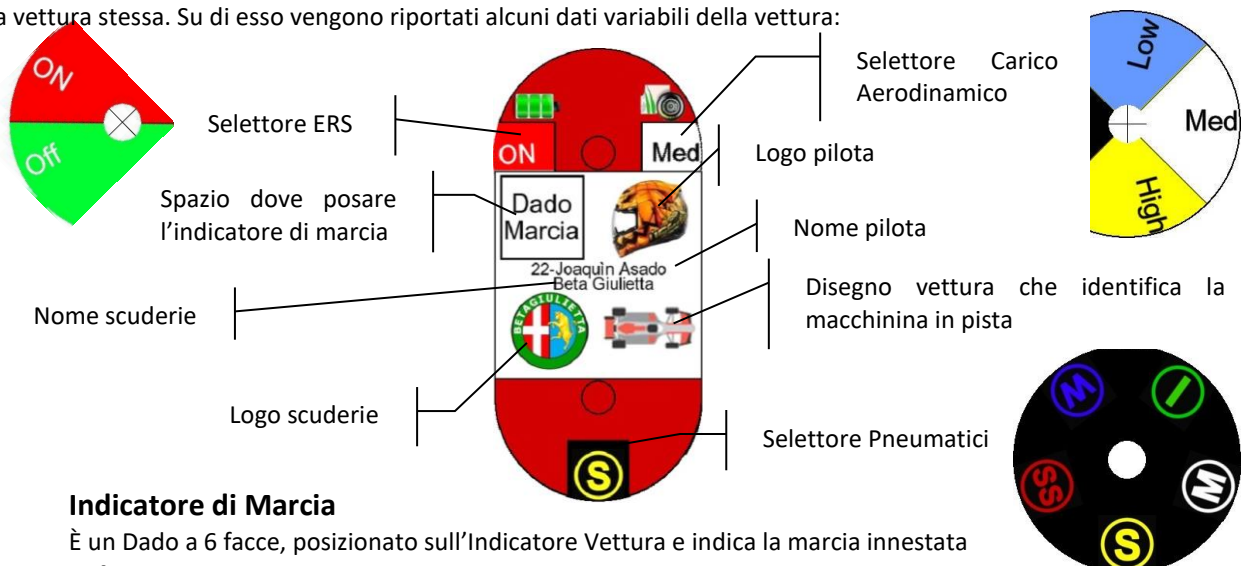 a vettura stessa. Su di esso vengono riportati alcuni dati variabili della vettura:
ON
Off
Selettore ERS
Spazio dove posare
l'indicatore di marcia
Nome scuderie
Logo scuderie
ON
Med
Dado
Marcia
22-Joaquìn Asado
Beta Giulietta
BETAGIULIETTA
S
Selettore Carico
Aerodinamico
Logo pilota
Nome pilota
Disegno vettura che identifica la
macchinina in pista
Selettore Pneumatici
Low
Med
High
W
I
SS
M
S
Indicatore di Marcia
È un Dado a 6 facce, posizionato sull'Indicatore Vettura e indica la marcia innestata